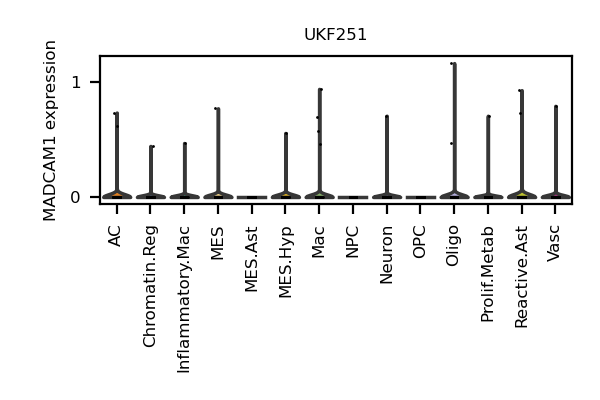 UKF251
MADCAM1 expression
1
0
AC
Chromatin.Reg
Inflammatory.Mac
MES
MES.Ast
MES.Hyp
Mac
NPC
Neuron
OPC
Oligo
Prolif.Metab
Reactive.Ast
Vasc